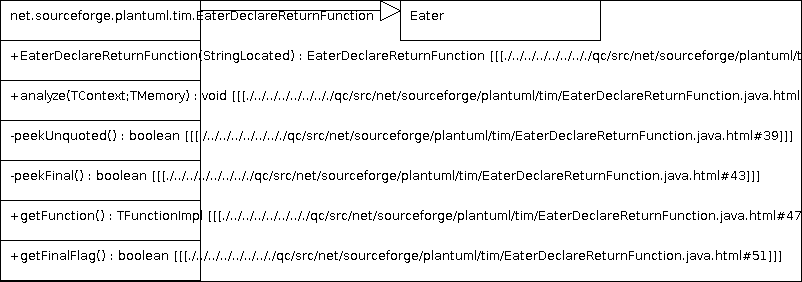 net.sourceforge.plantuml.tim.EaterDeclareReturnFunction
Eater
+EaterDeclareReturnFunction(StringLocated) : EaterDeclareReturnFunction [[[./../../../../../../../qc/src/net/sourceforge/plantuml/t
+analyze(TContext;TMemory) : void [[[./../../../../../../../qc/src/net/sourceforge/plantuml/tim/EaterDeclareReturnFunction.java.html
-peekUnquoted() : boolean [[[./../../../../../../../qc/src/net/sourceforge/plantuml/tim/EaterDeclareReturnFunction.java.html#39]]]
-peekFinal() : boolean [[[./../../../../../../../qc/src/net/sourceforge/plantuml/tim/EaterDeclareReturnFunction.java.html#43]]]
+getFunction() : TFunctionImpl [[[./../../../../../../../qc/src/net/sourceforge/plantuml/tim/EaterDeclareReturnFunction.java.html#47
+getFinalFlag() : boolean [[[./../../../../../../../qc/src/net/sourceforge/plantuml/tim/EaterDeclareReturnFunction.java.html#51]]]